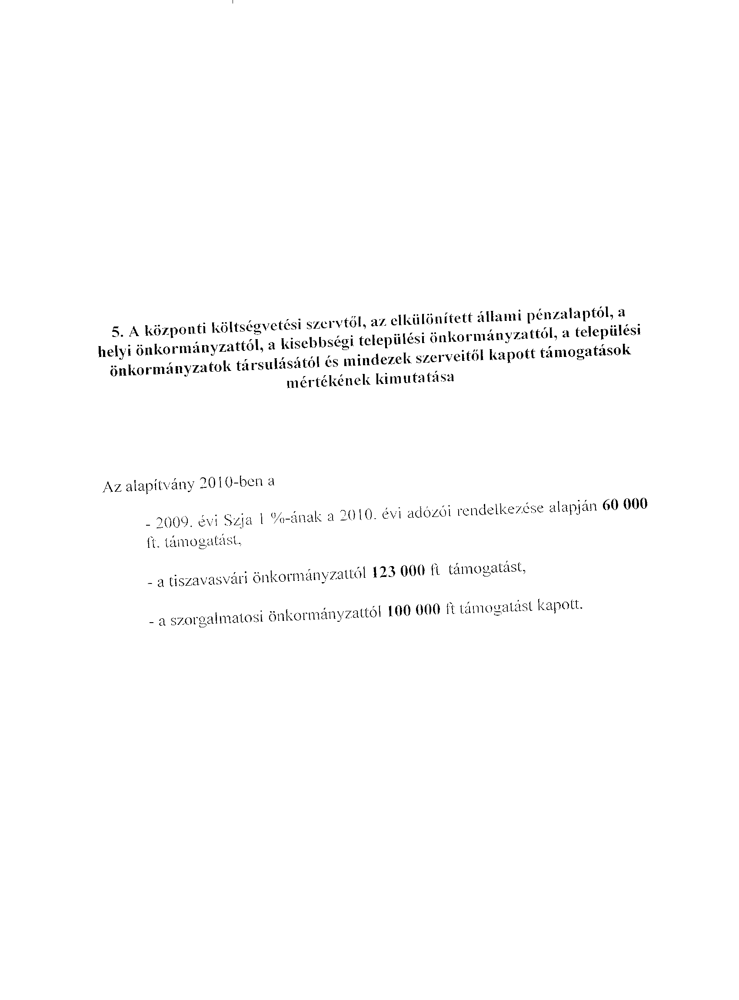 5. A központi költségvetési szervtől, az elkülönített állami pénzalaptól, a
helyi önkormányzattól, a kisebbségi települési önkormányzattól, a települési
önkormányzatok társulásától és mindezek szerveitől kapott támogatások
mértékének kimutatása
Az alapítvány 2010-ben a
- 2009. évi Szja 1 %-ának a 2010. évi adózói rendelkezése alapján 60 000
ft. támogatást,
- a tiszavasvári önkormányzattól 123 000 ft támogatást,
- a szorgalmatosi önkormányzattól 100 000 ft támogatást kapott.